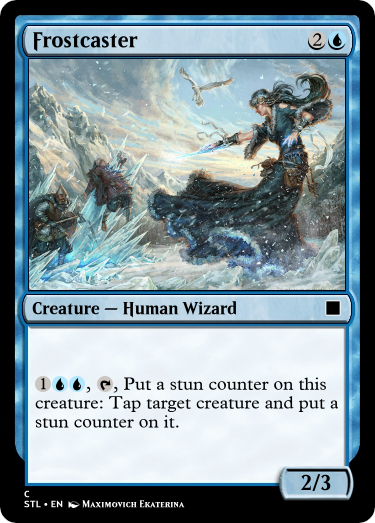 Frostcaster 2
Creature — Human Wizard
1, , Put a stun counter on this
creature: Tap target creature and put a
stun counter on it.
2/3
C
STL • EN Maximovich Ekaterina